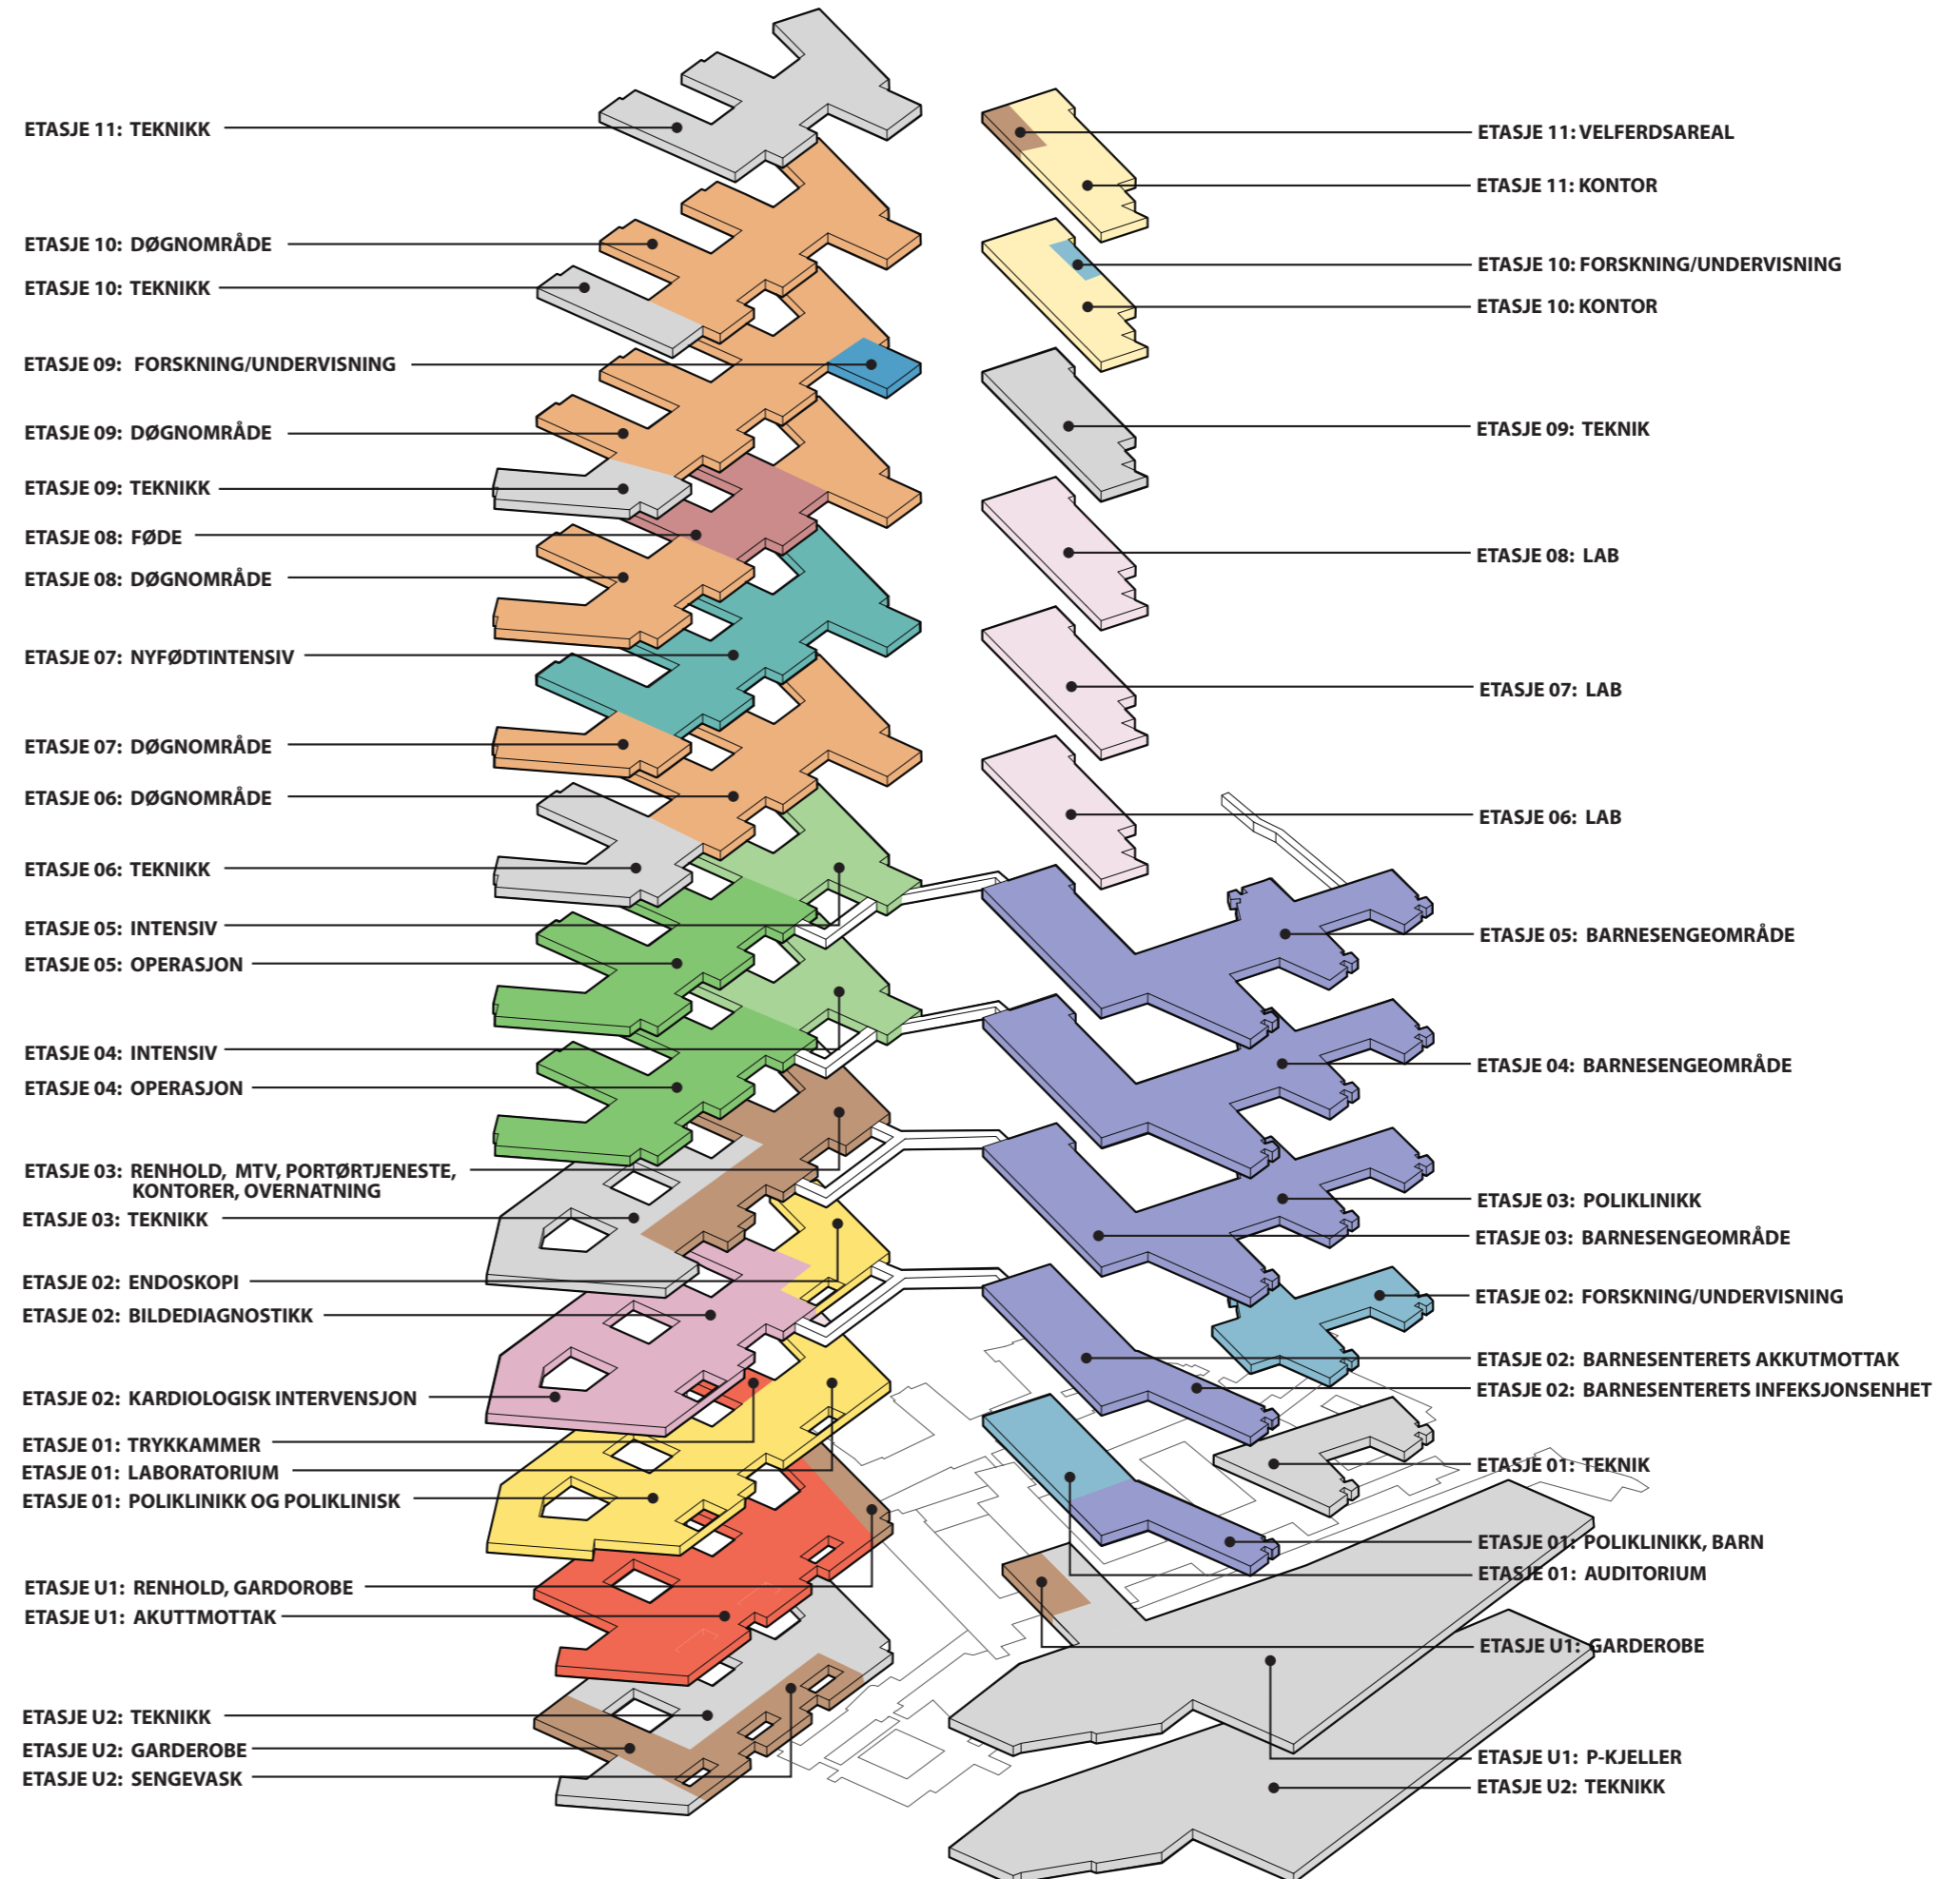 ETASJE 11: TEKNIKK
ETASJE 10: DØGNOMRÅDE
ETASJE 10: TEKNIKK
ETASJE 09: FORSKNING/UNDERVISNING
ETASJE 09: DØGNOMRÅDE
ETASJE 09: TEKNIKK
ETASJE 08: FØDE
ETASJE 08: DØGNOMRÅDE
ETASJE 07: NYFØDTINTENSIV
ETASJE 07: DØGNOMRÅDE
ETASJE 06: DØGNOMRÅDE
ETASJE 06: TEKNIKK
ETASJE 05: INTENSIV
ETASJE 05: OPERASJON
ETASJE 04: INTENSIV
ETASJE 04: OPERASJON
ETASJE 03: RENHOLD, MTV, PORTØRTJENESTE,
KONTORER, OVERNATNING
ETASJE 03: TEKNIKK
ETASJE 02: ENDOSKOPI
ETASJE 02: BILDEDIAGNOSTIKK
ETASJE 02: KARDIOLOGISK INTERVENSJON
ETASJE 01: TRYKKAMMER
ETASJE 01: LABORATORIUM
ETASJE 01: POLIKLINIKK OG POLIKLINISK
ETASJE U1: RENHOLD, GARDOROBE
ETASJE U1: AKUTTMOTTAK
ETASJE U2: TEKNIKK
ETASJE U2: GARDEROBE
ETASJE U2: SENGEVASK
ETASJE 11: VELFERDSAREAL
ETASJE 11: KONTOR
ETASJE 10: FORSKNING/UNDERVISNING
ETASJE 10: KONTOR
ETASJE 09: TEKNIK
ETASJE 08: LAB
ETASJE 07: LAB
ETASJE 06: LAB
ETASJE 05: BARNESENGEOMRÅDE
ETASJE 04: BARNESENGEOMRÅDE
ETASJE 03: POLIKLINIKK
ETASJE 03: BARNESENGEOMRÅDE
ETASJE 02: FORSKNING/UNDERVISNING
ETASJE 02: BARNESENTERETS AKKUTMOTTAK
ETASJE 02: BARNESENTERETS INFEKSJONSENHET
ETASJE 01: TEKNIK
ETASJE 01: POLIKLINIKK, BARN
ETASJE 01: AUDITORIUM
ETASJE U1: GARDEROBE
ETASJE U1: P-KJELLER
ETASJE U2: TEKNIKK